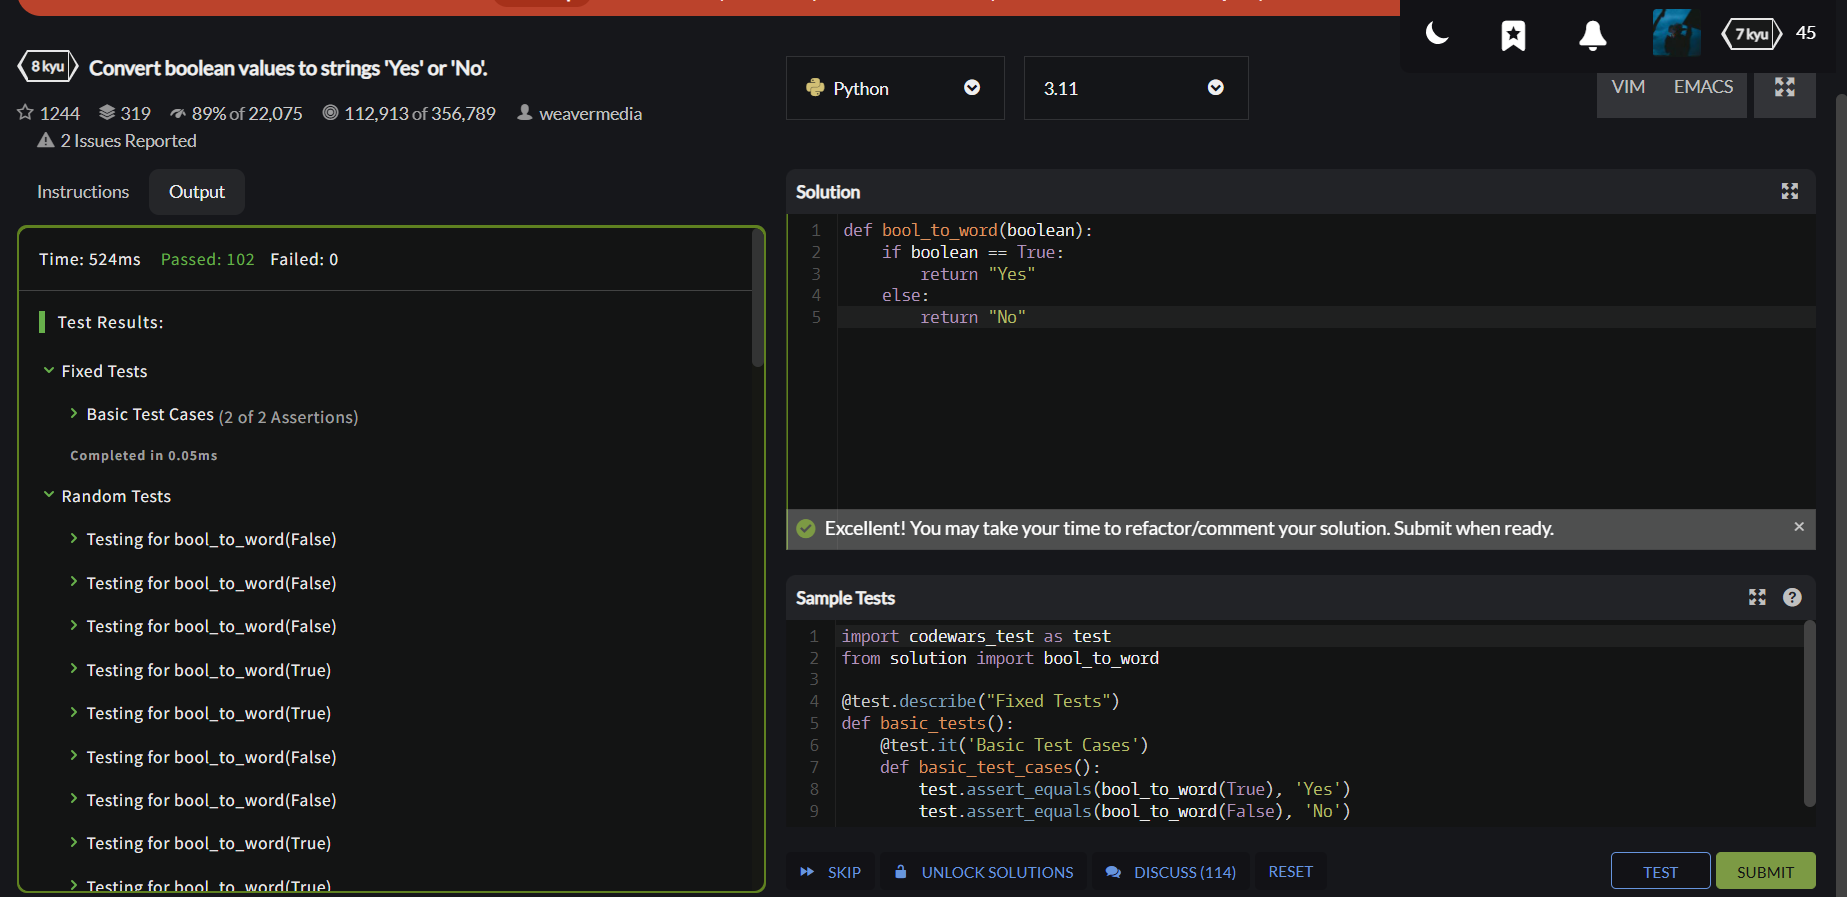 7 kyu 45
8 kyu Convert boolean values to strings 'Yes' or 'No'.
1244 319 89% of 22,075 112,913 of 356,789 weavermedia
2 Issues Reported
Python 3.11
VIM EMACS
Instructions Output
Time: 524ms Passed: 102 Failed: 0
Test Results:
Fixed Tests
Basic Test Cases (2 of 2 Assertions)
Completed in 0.05ms
Random Tests
Testing for bool_to_word(False)
Testing for bool_to_word(False)
Testing for bool_to_word(False)
Testing for bool_to_word(True)
Testing for bool_to_word(True)
Testing for bool_to_word(False)
Testing for bool_to_word(False)
Testing for bool_to_word(True)
Testing for bool_to_word(True)
Solution
1 def bool_to_word(boolean):
2 if boolean == True:
3 return "Yes"
4 else:
5 return "No"
Excellent! You may take your time to refactor/comment your solution. Submit when ready.
Sample Tests
1 import codewars_test as test
2 from solution import bool_to_word
3
4 @test.describe("Fixed Tests")
5 def basic_tests():
6 @test.it('Basic Test Cases')
7 def basic_test_cases():
8 test.assert_equals(bool_to_word(True), 'Yes')
9 test.assert_equals(bool_to_word(False), 'No')
SKIP UNLOCK SOLUTIONS DISCUSS (114) RESET TEST SUBMIT